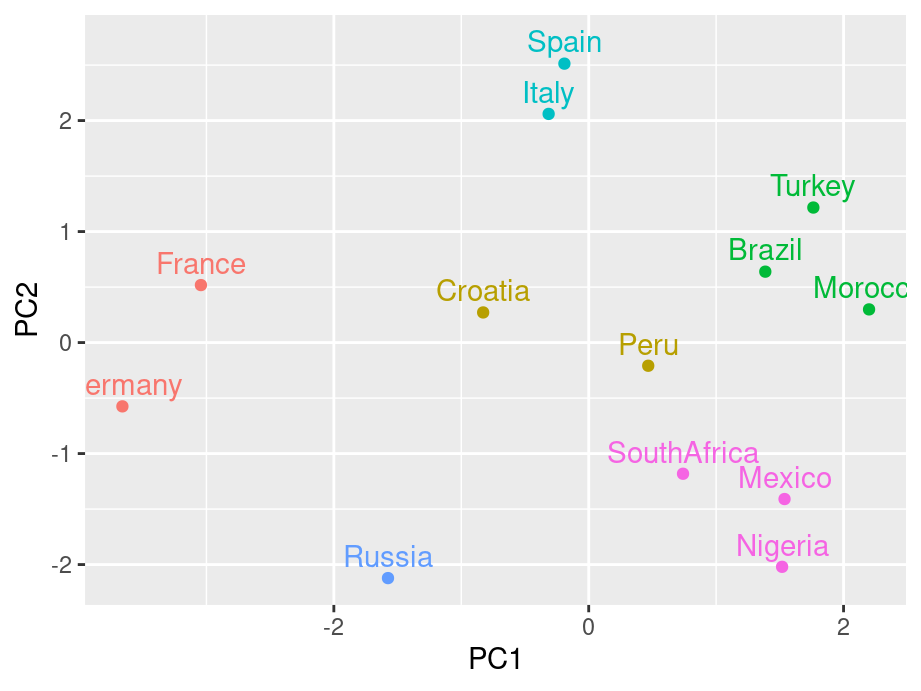 Spain
Italy
2
Turkey
1
Brazil
France
Morocc
Croatia
PC2
0
Peru
ermany
-1
SouthAfrica
Mexico
Nigeria
Russia
-2
-2
0
2
PC1